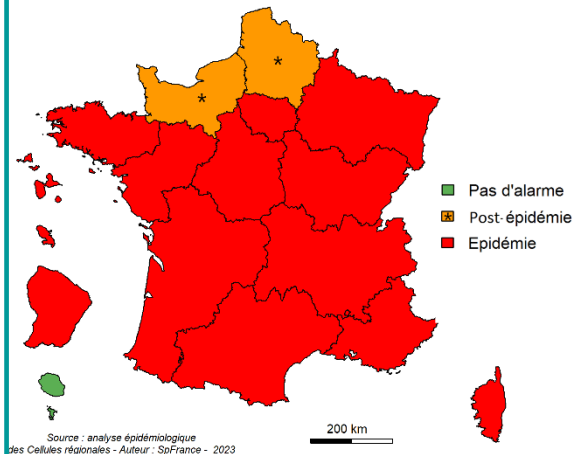 Pas d'alarme
Post-épidémie
Epidémie
200 km
Source : analyse épidémiologique
des Cellules régionales - Auteur : SpFrance - 2023